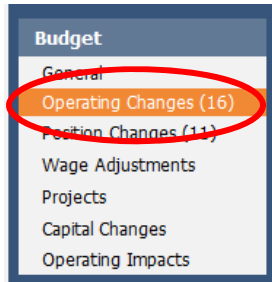 Budget
General
Operating Changes (16)
Position Changes (11)
Wage Adjustments
Projects
Capital Changes
Operating Impacts